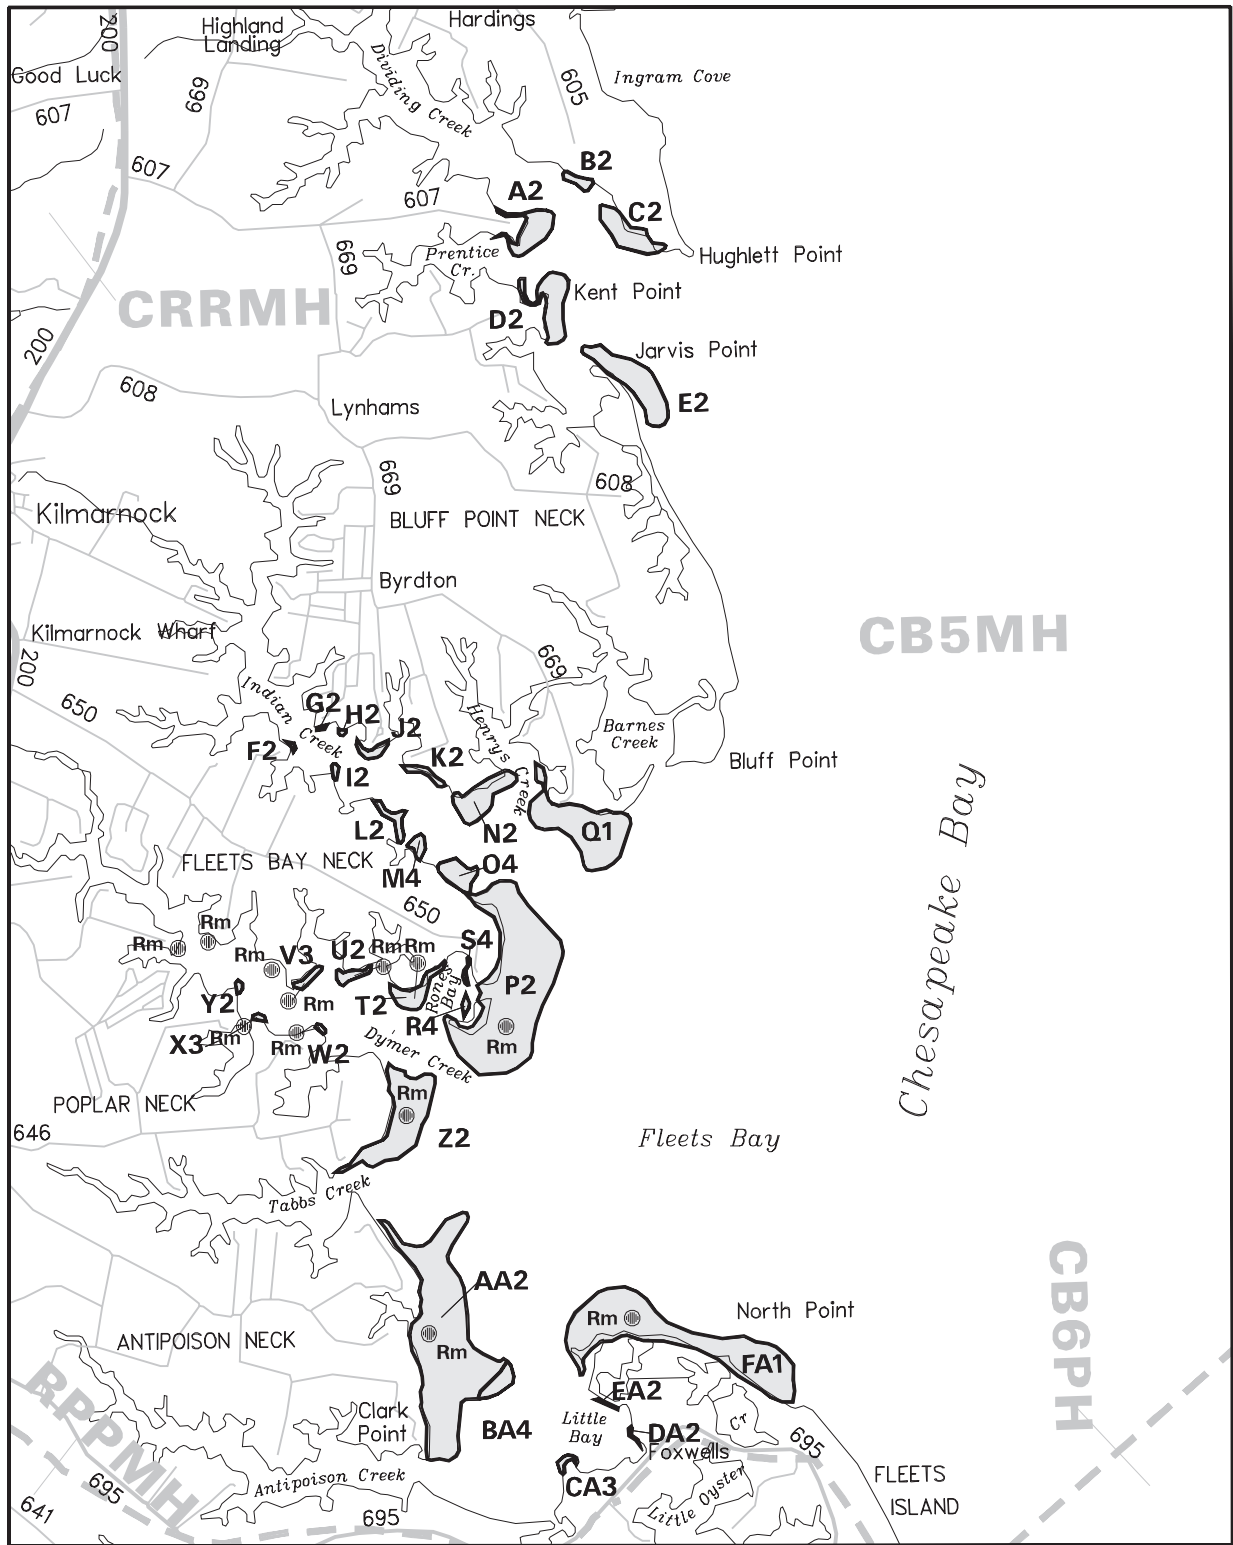 200
Highland
Landing
Hardings
Good Luck
607
699
Dividing Creek
605
Ingram Cove
607
607
B2
A2
C2
669
Prentice
Cr.
Hughlett Point
CRRMH
Kent Point
D2
200
Jarvis Point
608
Lynhams
E2
669
608
Kilmarnock
BLUFF POINT NECK
Byrdton
Kilmarnock Wharf
CB5MH
200
669
650
Indian Creek
G2
H2
J2
Henrys Creek
Barnes
Creek
F2
I2
K2
Bluff Point
L2
N2
Q1
FLEETS BAY NECK
M4
O4
650
Rm
Rm
Rm
V3
U2
Rm
Rm
S4
Y2
Rm
T2
Rones
Bay
P2
R4
X3
Rm
Rm
W2
Dymer Creek
Rm
Chesapeake Bay
POPLAR NECK
Rm
646
Z2
Fleets Bay
Tabbs Creek
AA2
CB6PH
North Point
Rm
ANTIPOISON NECK
Rm
FA1
RPPMH
EA2
Clark
Point
BA4
Little
Bay
Cr
DA2
Foxwells
695
Antipoison Creek
CA3
Little Oyster
FLEETS
ISLAND
695
641
695